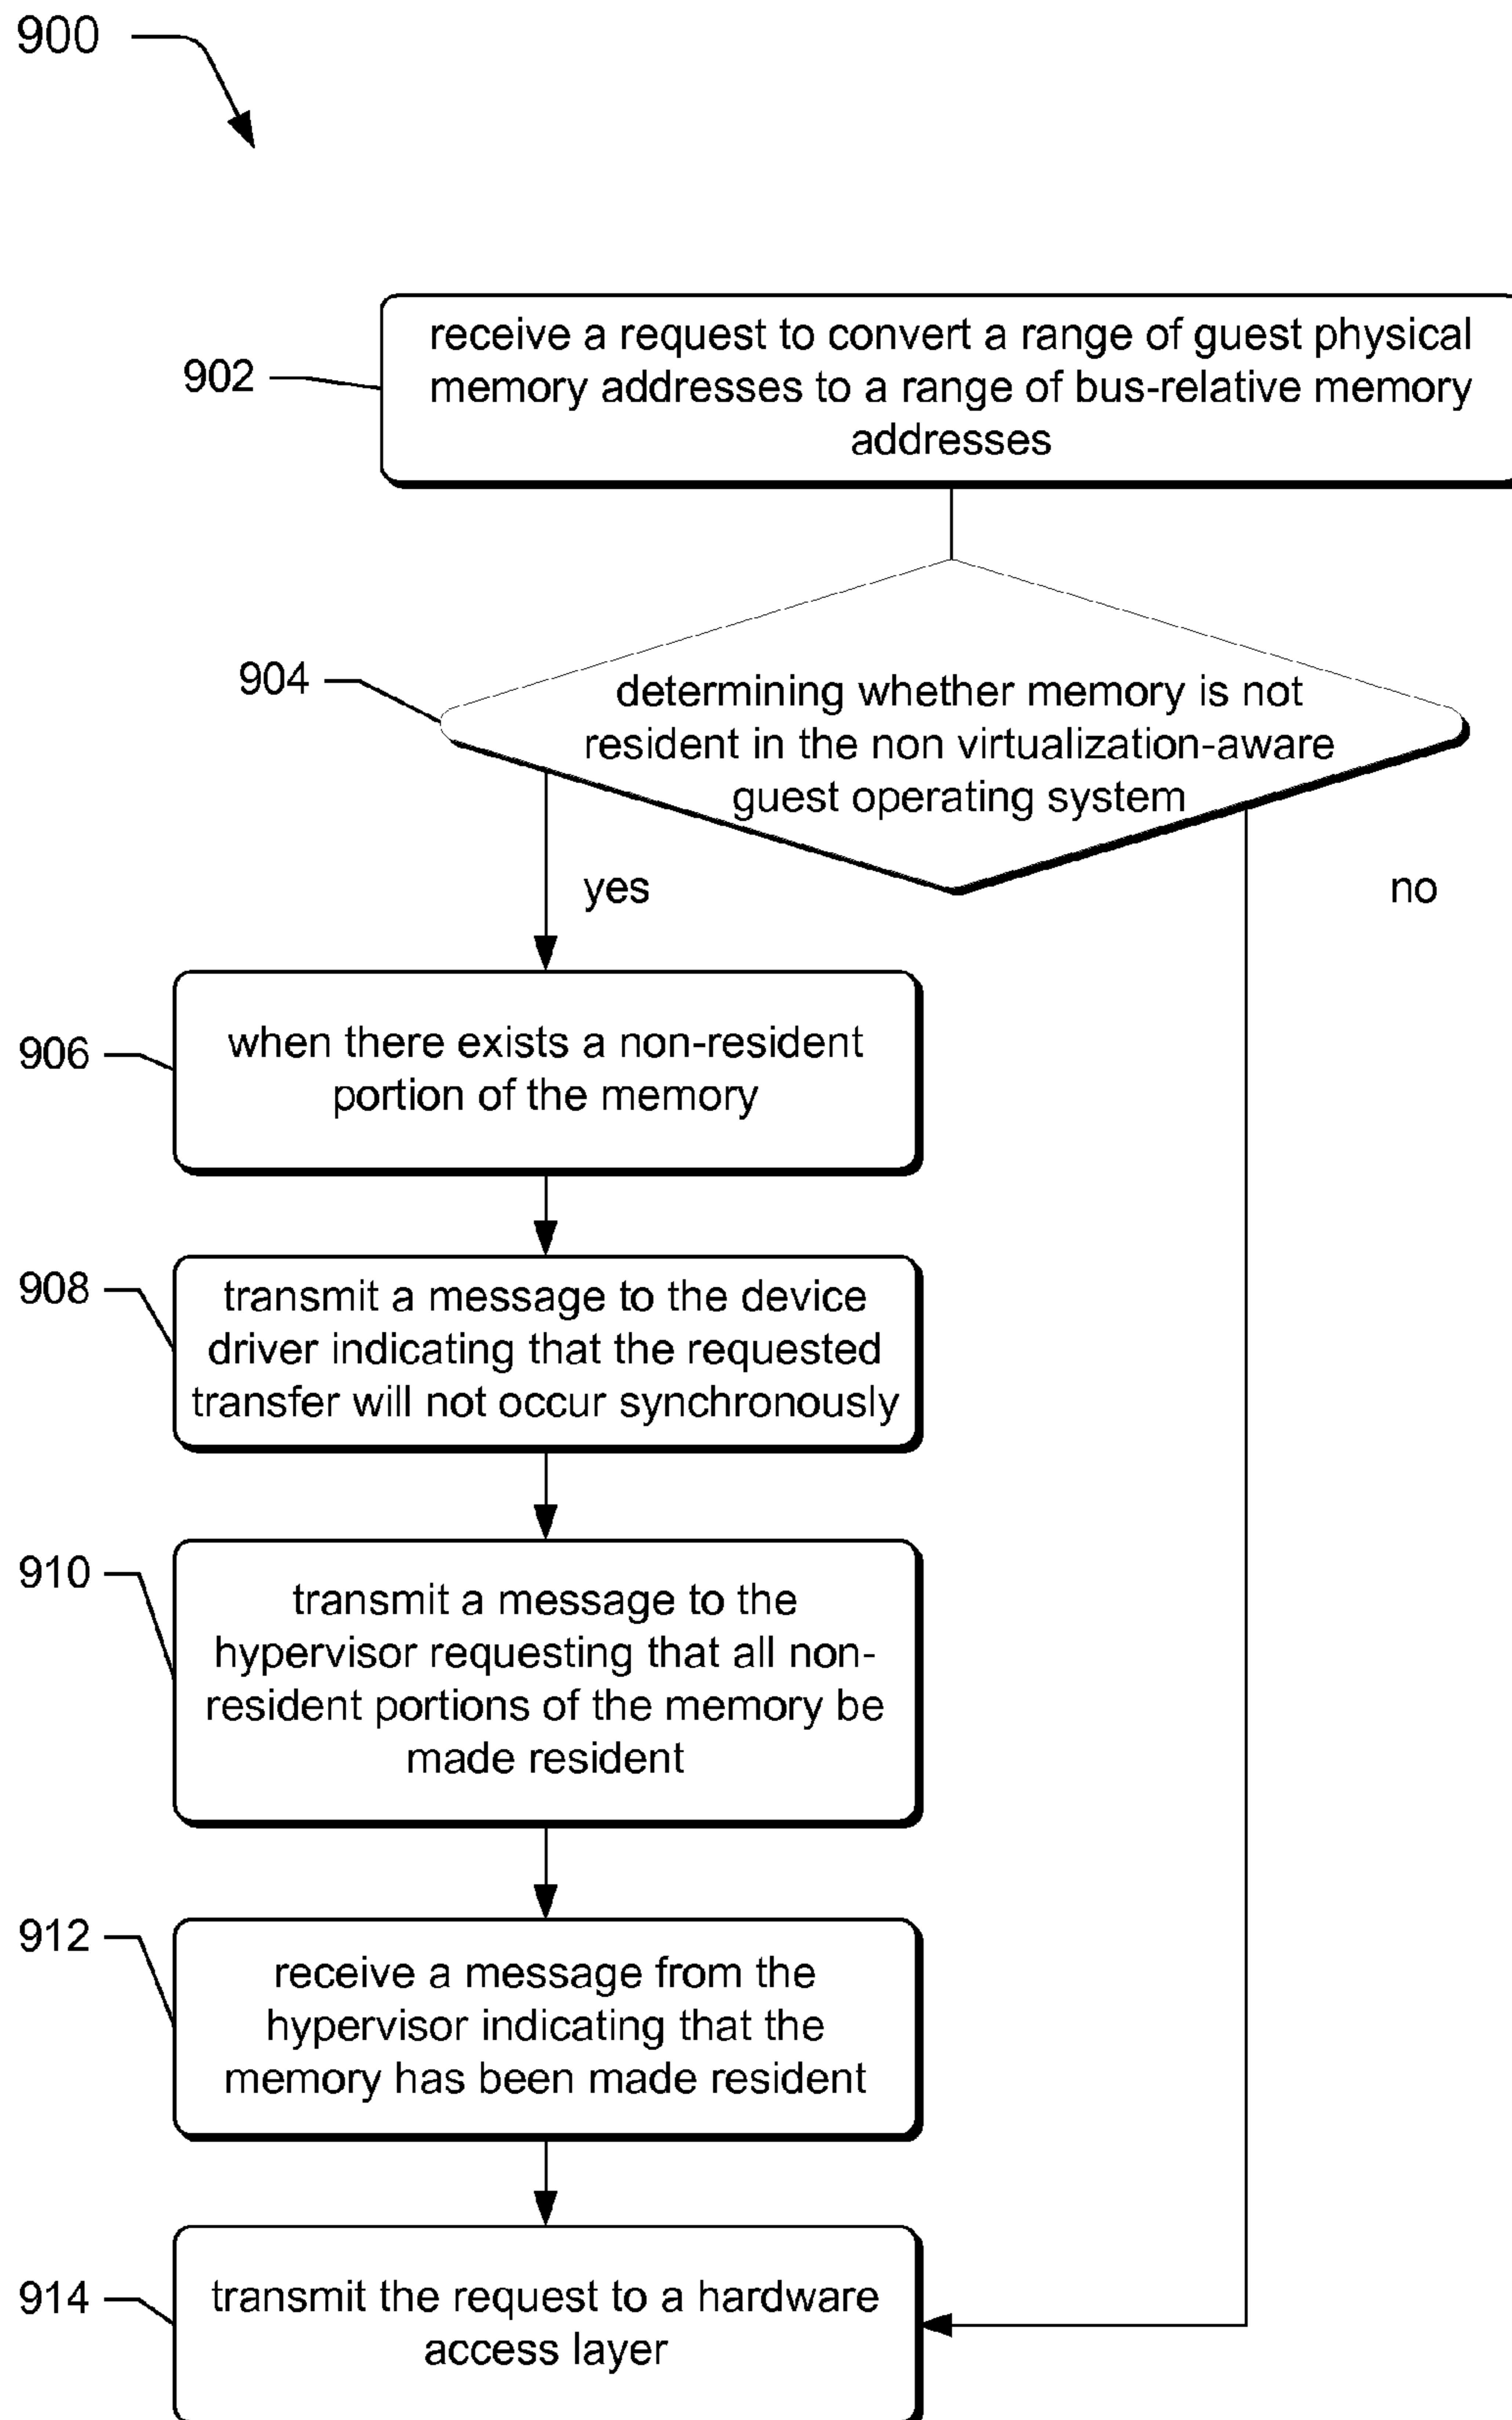 900
902
receive a request to convert a range of guest physical
memory addresses to a range of bus-relative memory
addresses
904
determining whether memory is not
resident in the non virtualization-aware
guest operating system
yes
no
906
when there exists a non-resident
portion of the memory
908
transmit a message to the device
driver indicating that the requested
transfer will not occur synchronously
910
transmit a message to the
hypervisor requesting that all non-
resident portions of the memory be
made resident
912
receive a message from the
hypervisor indicating that the
memory has been made resident
914
transmit the request to a hardware
access layer